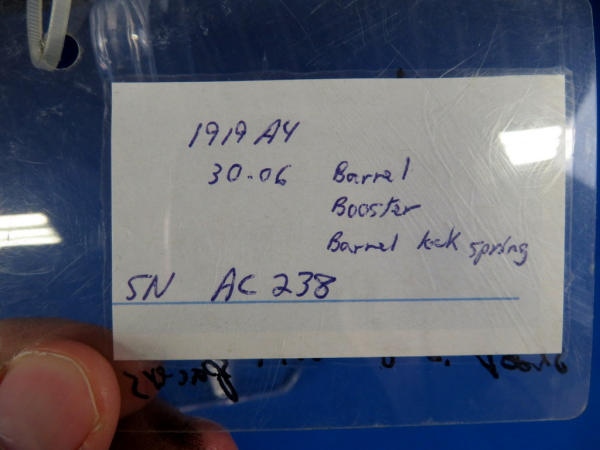 1919 A4
30-06 Barrel
Booster
Barrel lock spring
SN AC 238